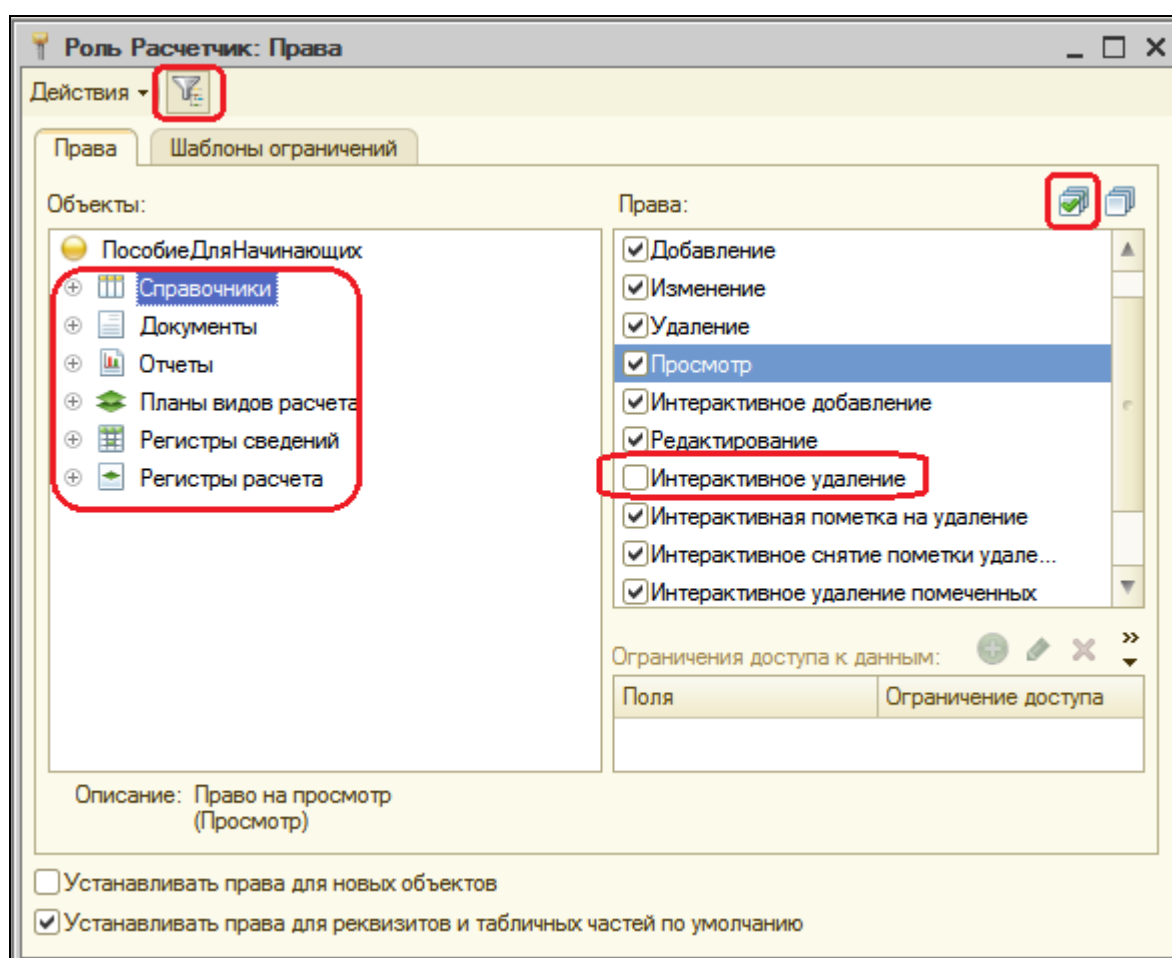 Роль Расчетчик: Права
Действия
Права
Шаблоны ограничений
Объекты:
ПособиеДляНачинающих
Справочники
Документы
Отчеты
Планы видов расчета
Регистры сведений
Регистры расчета
Права:
Добавление
Изменение
Удаление
Просмотр
Интерактивное добавление
Редактирование
Интерактивное удаление
Интерактивная пометка на удаление
Интерактивное снятие пометки удале...
Интерактивное удаление помеченных
Ограничения доступа к данным:
Поля
Ограничение доступа
Описание: Право на просмотр
(Просмотр)
Устанавливать права для новых объектов
Устанавливать права для реквизитов и табличных частей по умолчанию